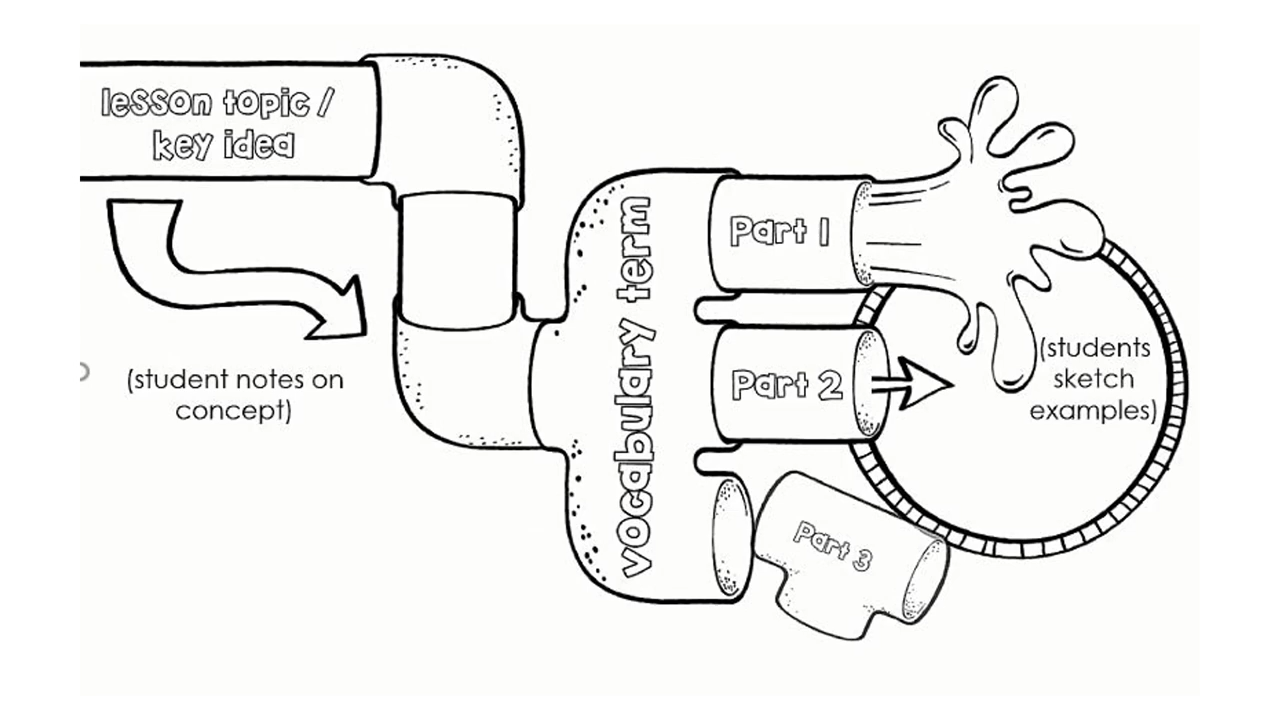 lesson topic /
key idea
(student notes on
concept)
vocabulary term
Part 1
Part 2
Part 3
(students
sketch
examples)